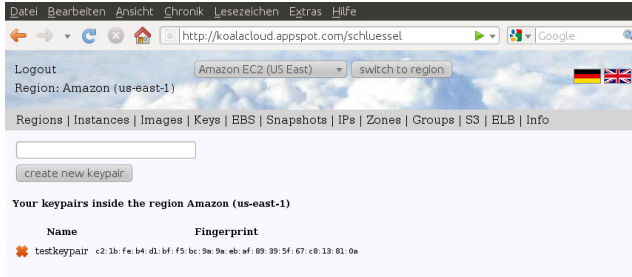 Datei Bearbeiten Ansicht Chronik Lesezeichen Extras Hilfe
http://koalacloud.appspot.com/schluessel Google
Logout Amazon EC2 (US East) switch to region
Region: Amazon (us-east-1)
Regions | Instances | Images | Keys | EBS | Snapshots | IPs | Zones | Groups | S3 | ELB | Info
create new keypair
Your keypairs inside the region Amazon (us-east-1)
Name Fingerprint
testkeypair c2:1b:fe:b4:d1:bf:f5:bc:9a:9a:eb:af:89:39:5f:67:c8:13:81:0a